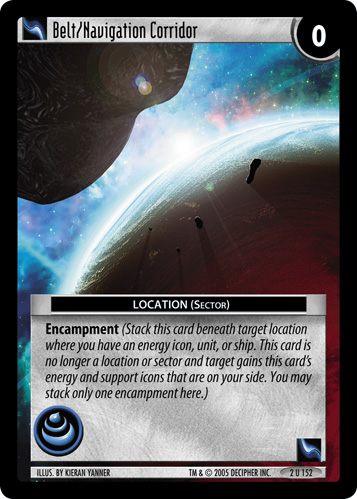 Belt/Navigation Corridor
0
LOCATION (SECTOR)
Encampment (Stack this card beneath target location
where you have an energy icon, unit, or ship. This card is
no longer a location or sector and target gains this card's
energy and support icons that are on your side. You may
stack only one encampment here.)
ILLUS. BY KIERAN YANNER
TM & © 2005 DECIPHER INC.
2 U 152